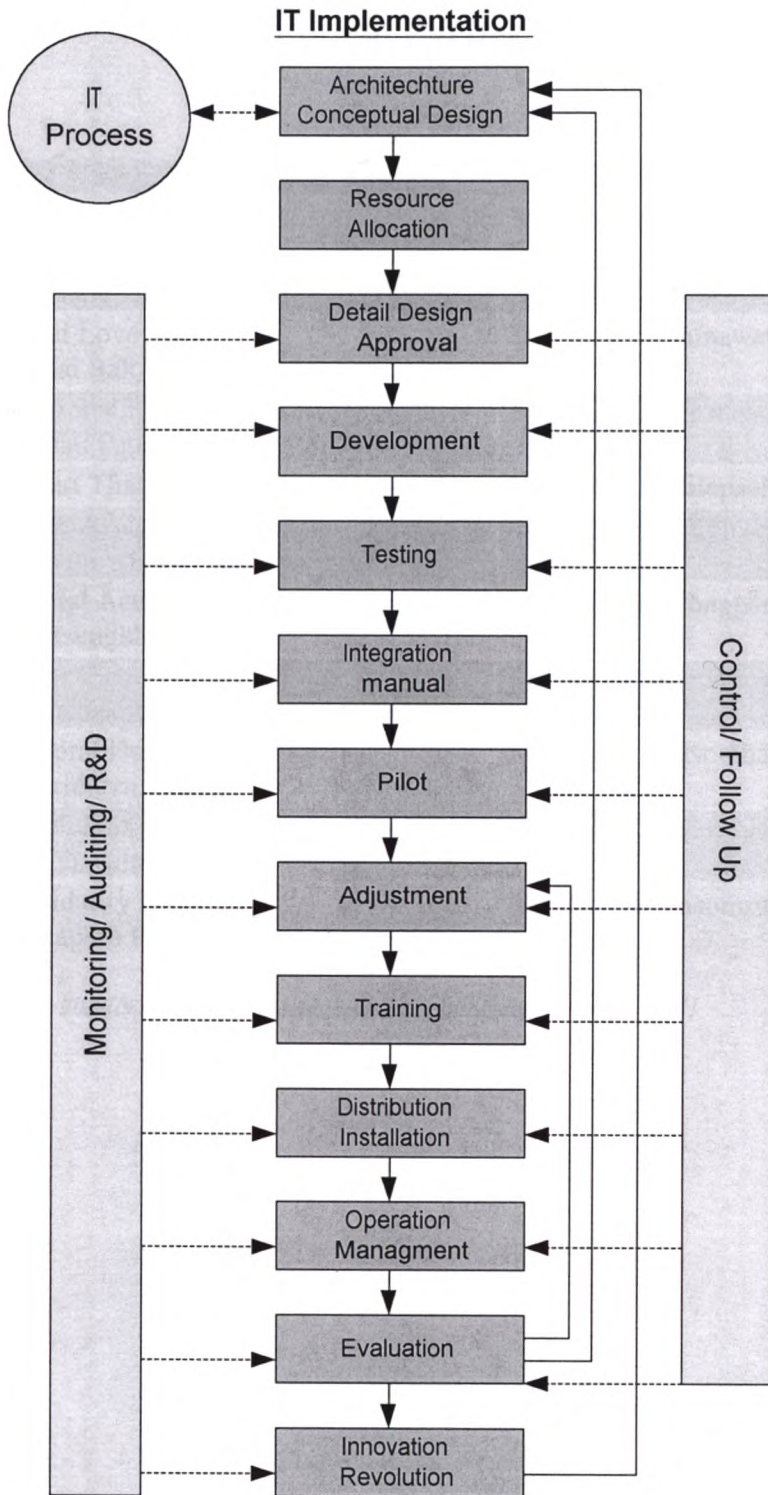 IT Implementation
IT
Process
Architechture
Conceptual Design
Resource
Allocation
Detail Design
Approval
Development
Testing
Integration
manual
Pilot
Adjustment
Training
Distribution
Installation
Operation
Managment
Evaluation
Innovation
Revolution
Monitoring/ Auditing/ R&D
Control/ Follow Up